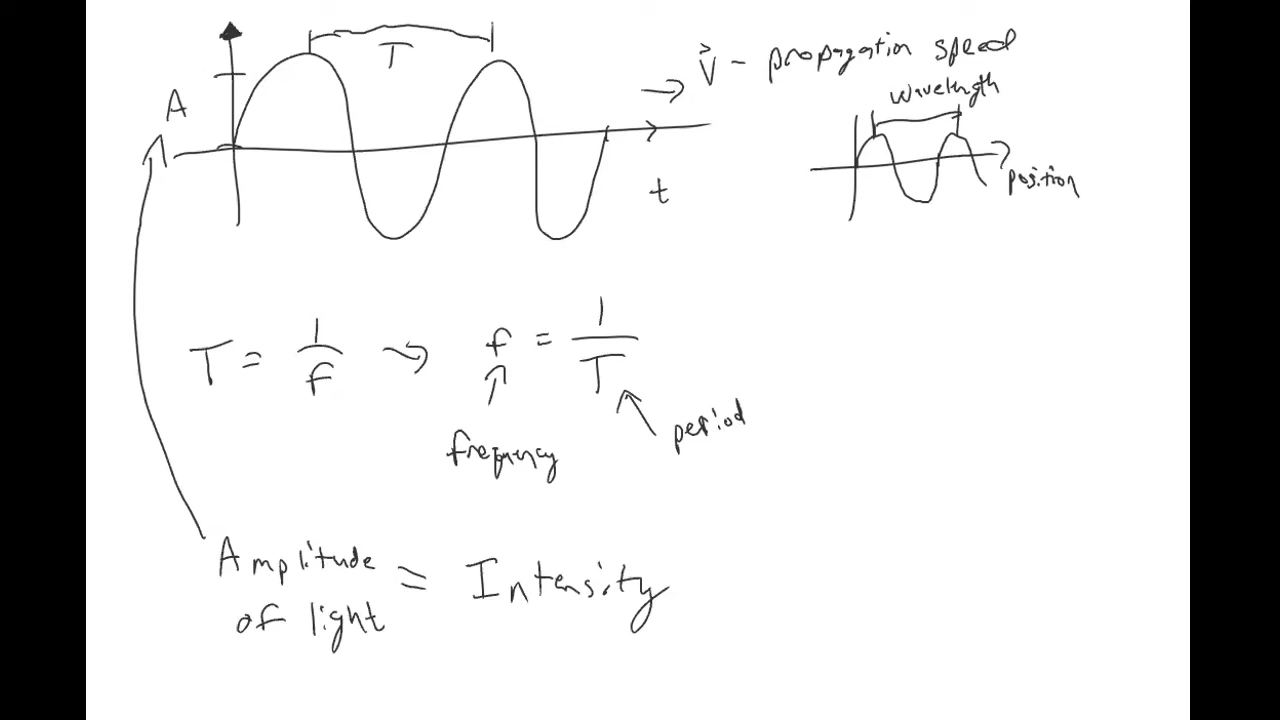 T
A
→ V⃗ - propagation speed
wavelength
position
t
T = 1/f → f = 1/T
frequency
period
Amplitude
of light = Intensity